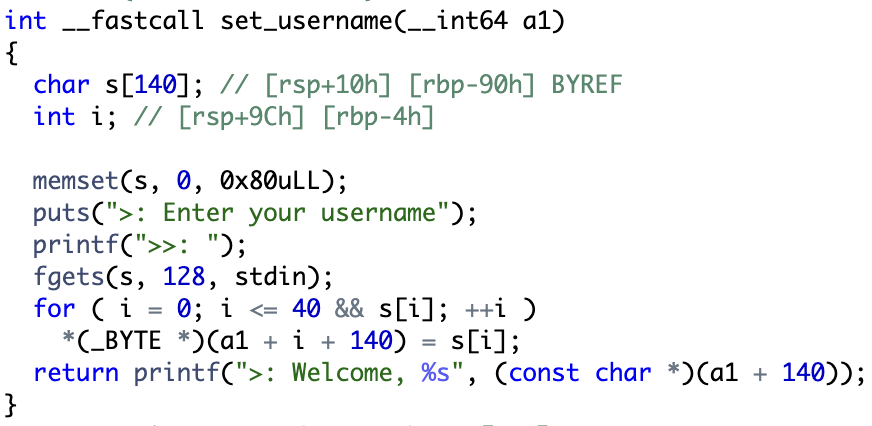 int __fastcall set_username(__int64 a1)
{
  char s[140]; // [rsp+10h] [rbp-90h] BYREF
  int i; // [rsp+9Ch] [rbp-4h]

  memset(s, 0, 0x80uLL);
  puts(">: Enter your username");
  printf(">>: ");
  fgets(s, 128, stdin);
  for ( i = 0; i <= 40 && s[i]; ++i )
    *(_BYTE *)(a1 + i + 140) = s[i];
  return printf(">: Welcome, %s", (const char *)(a1 + 140));
}